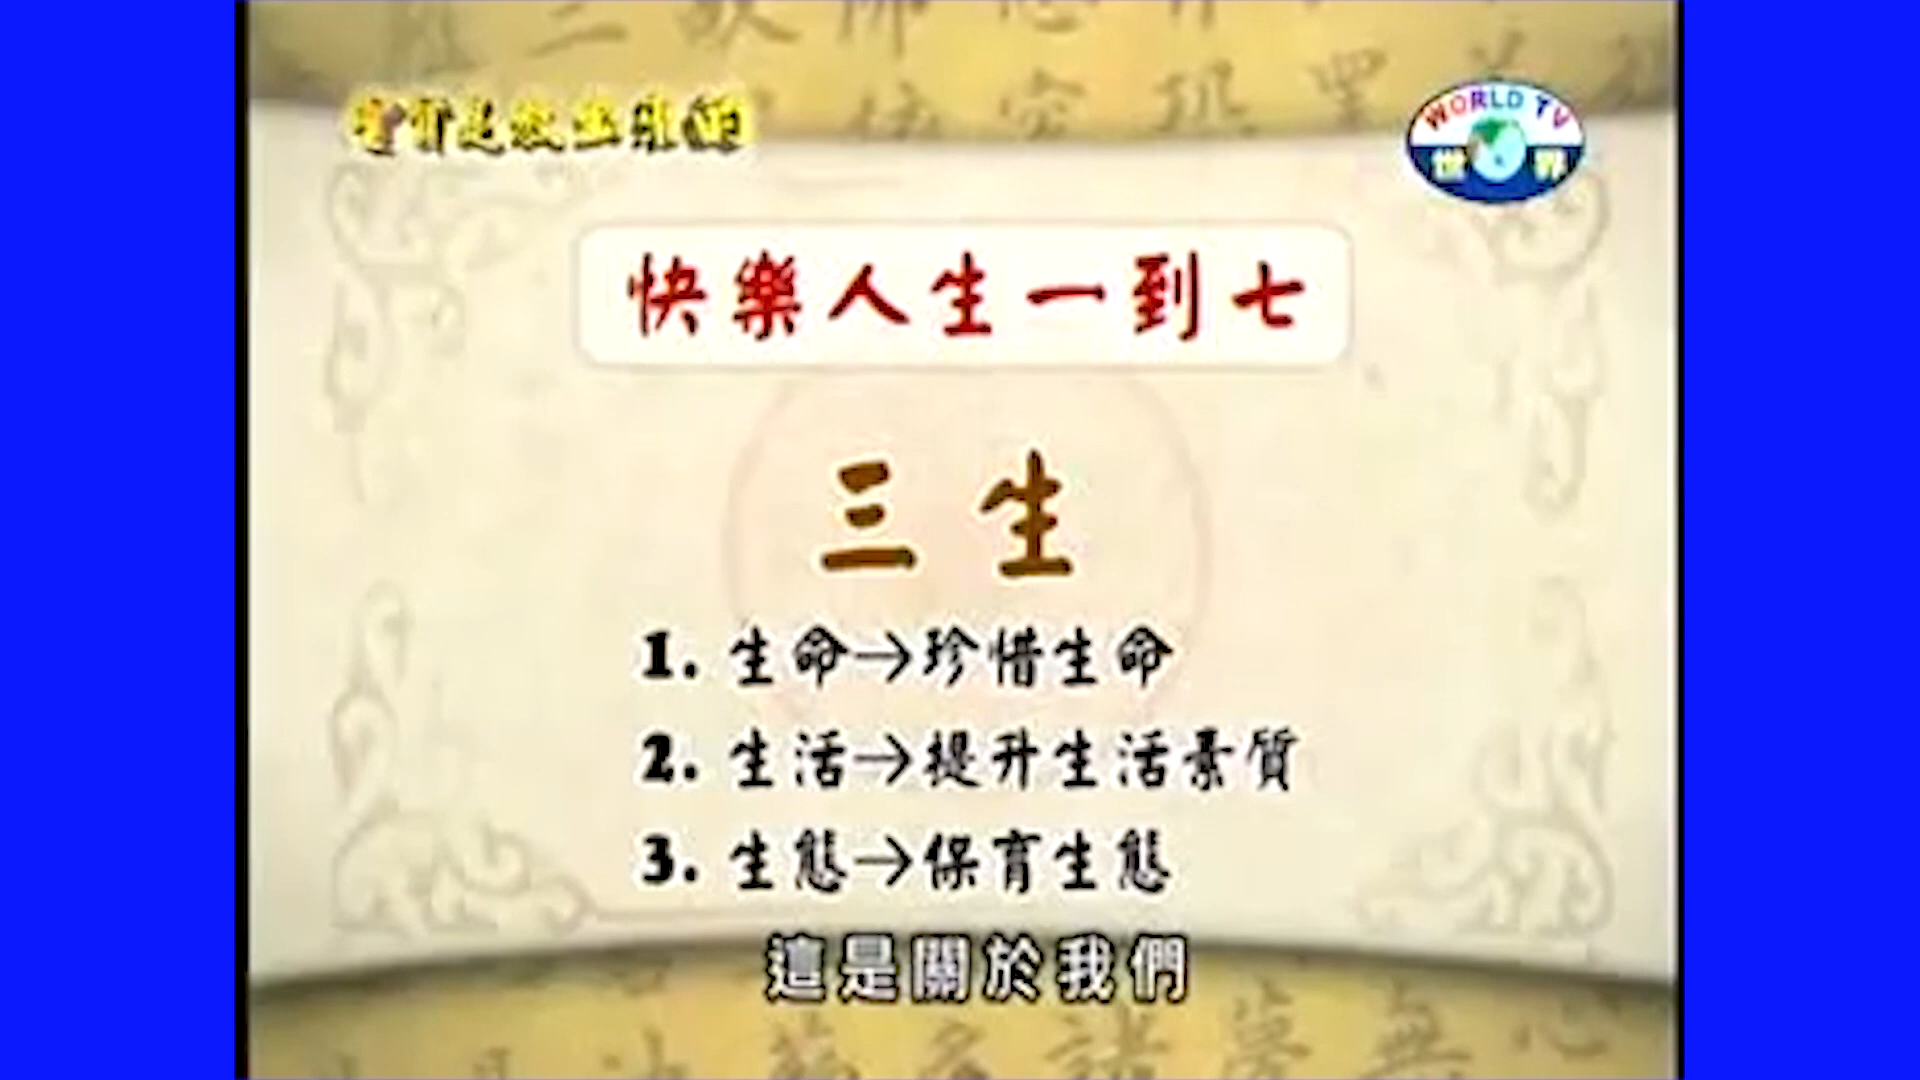 WORLD TV
世界
快樂人生一到七
三生
1. 生命→珍惜生命
2. 生活→提升生活素質
3. 生態→保育生態
這是關於我們